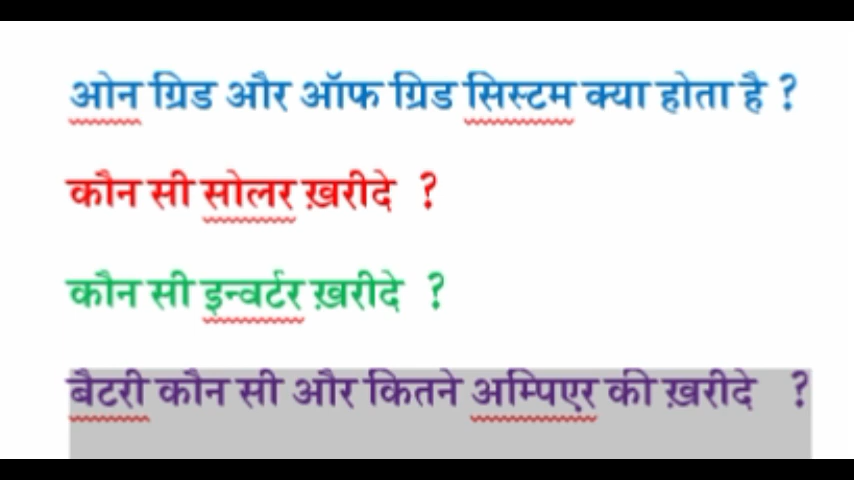 ओन ग्रिड और ऑफ ग्रिड सिस्टम क्या होता है ?
कौन सी सोलर ख़रीदे ?
कौन सी इन्वर्टर ख़रीदे ?
बैटरी कौन सी और कितने अम्पिएर की ख़रीदे ?